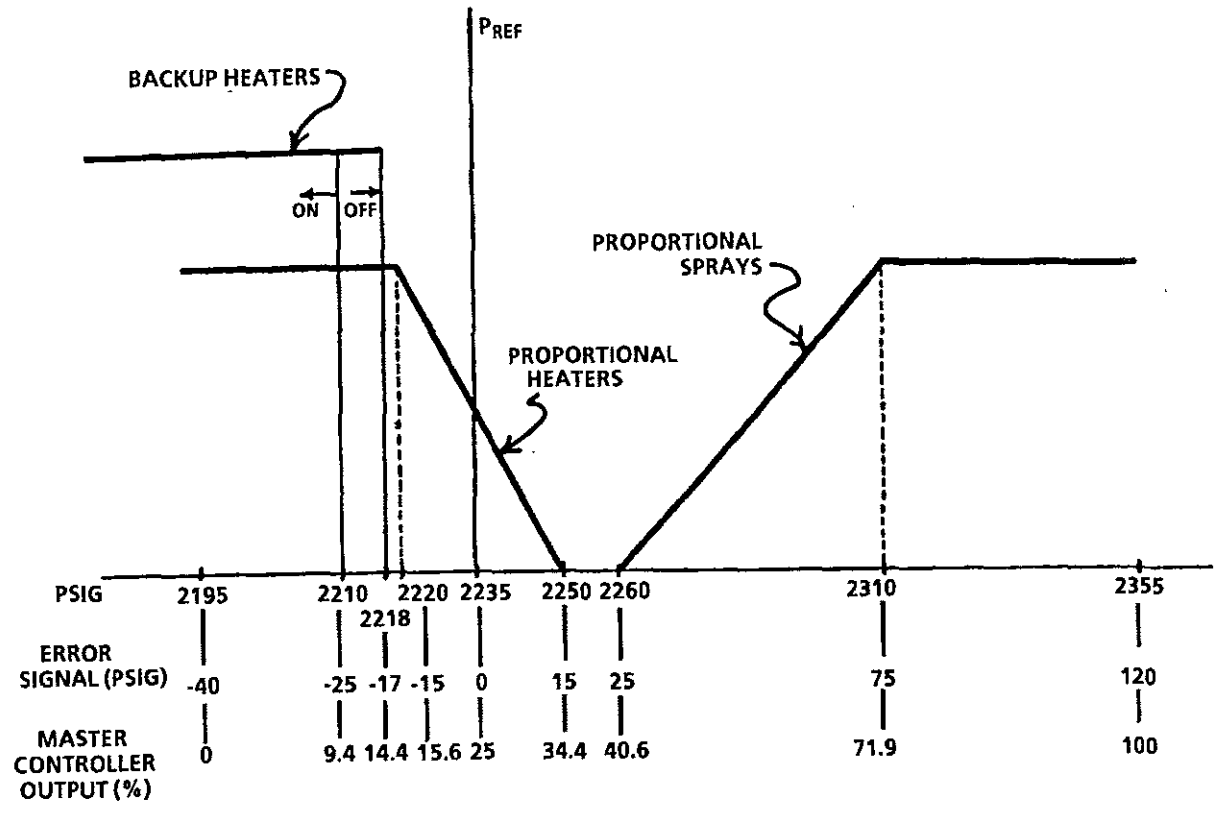 PREF
BACKUP HEATERS
ON OFF
PROPORTIONAL
SPRAYS
PROPORTIONAL
HEATERS
PSIG 2195 2210 2220 2235 2250 2260 2310 2355
2218
ERROR
SIGNAL (PSIG) -40 -25 -17 -15 0 15 25 75 120
MASTER
CONTROLLER
OUTPUT (%)
0 9.4 14.4 15.6 25 34.4 40.6 71.9 100